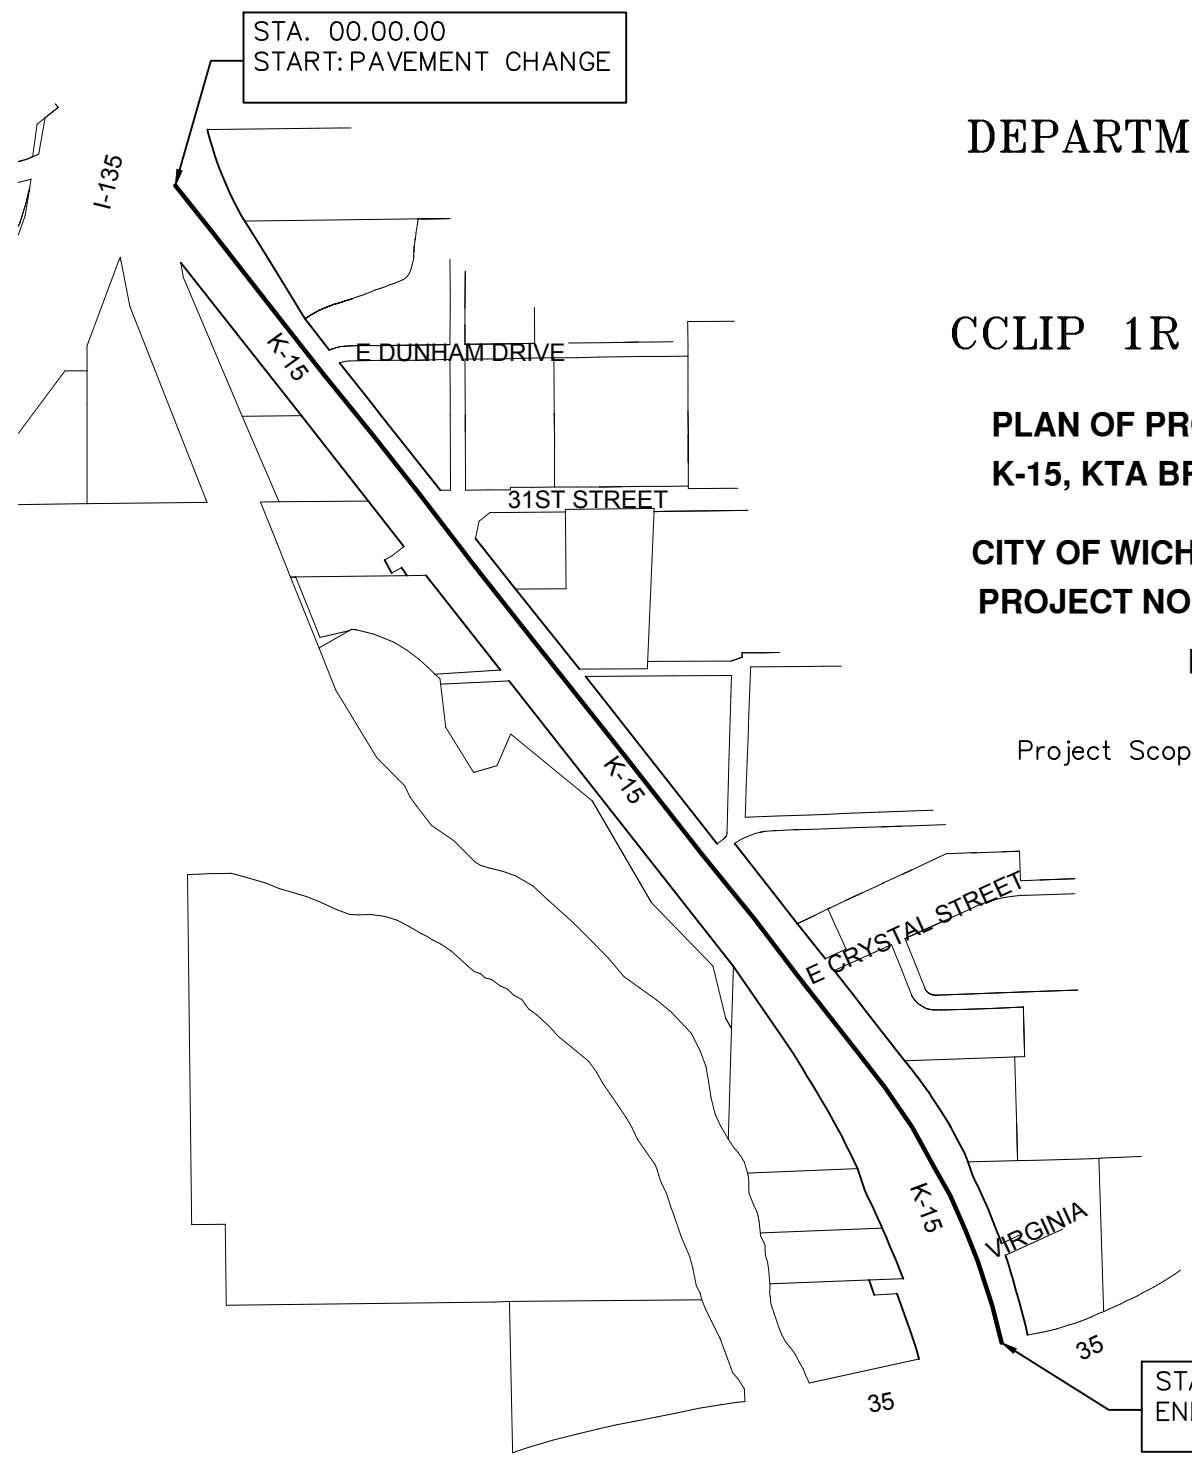 STA. 00.00.00
START: PAVEMENT CHANGE
DEPARTM
I-135
CCLIP 1R
K-15
E DUNHAM DRIVE
PLAN OF PRO
K-15, KTA BR
31ST STREET
CITY OF WICH
PROJECT NO
Project Scop
K-15
E CRYSTAL STREET
K-15
VIRGINIA
35
35
STA
EN